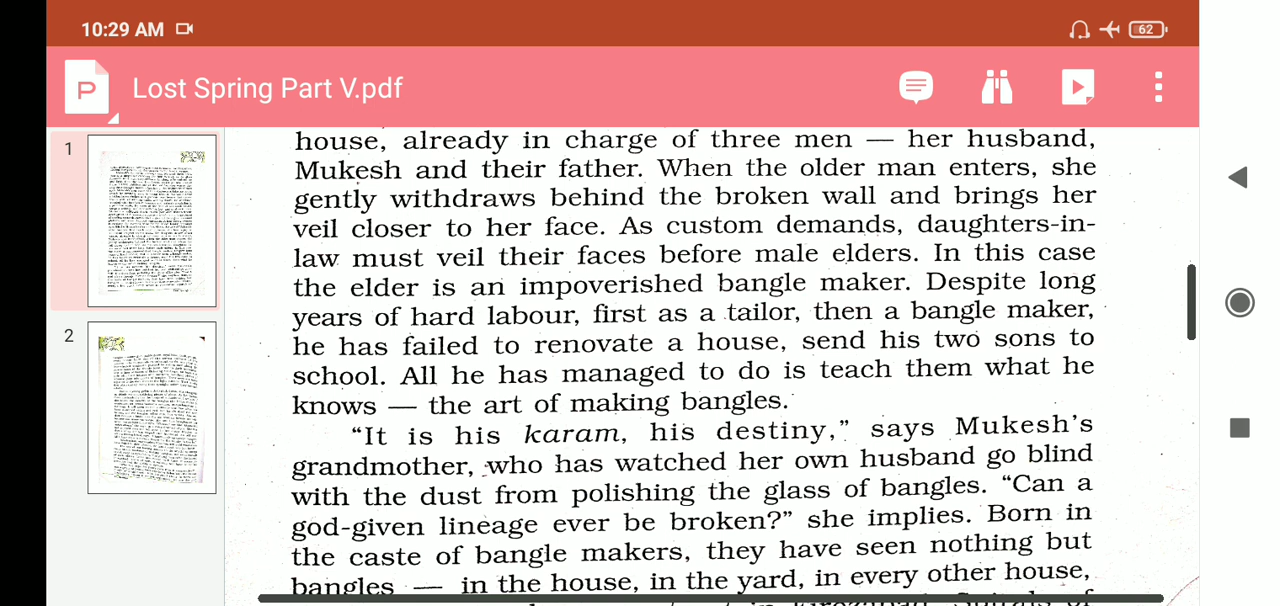 10:29 AM
62
Lost Spring Part V.pdf
1
2
house, already in charge of three men — her husband,
Mukesh and their father. When the older man enters, she
gently withdraws behind the broken wall and brings her
veil closer to her face. As custom demands, daughters-in-
law must veil their faces before male elders. In this case
the elder is an impoverished bangle maker. Despite long
years of hard labour, first as a tailor, then a bangle maker,
he has failed to renovate a house, send his two sons to
school. All he has managed to do is teach them what he
knows — the art of making bangles.
“It is his karam, his destiny,” says Mukesh’s
grandmother, who has watched her own husband go blind
with the dust from polishing the glass of bangles. “Can a
god-given lineage ever be broken?” she implies. Born in
the caste of bangle makers, they have seen nothing but
bangles — in the house, in the yard, in every other house,